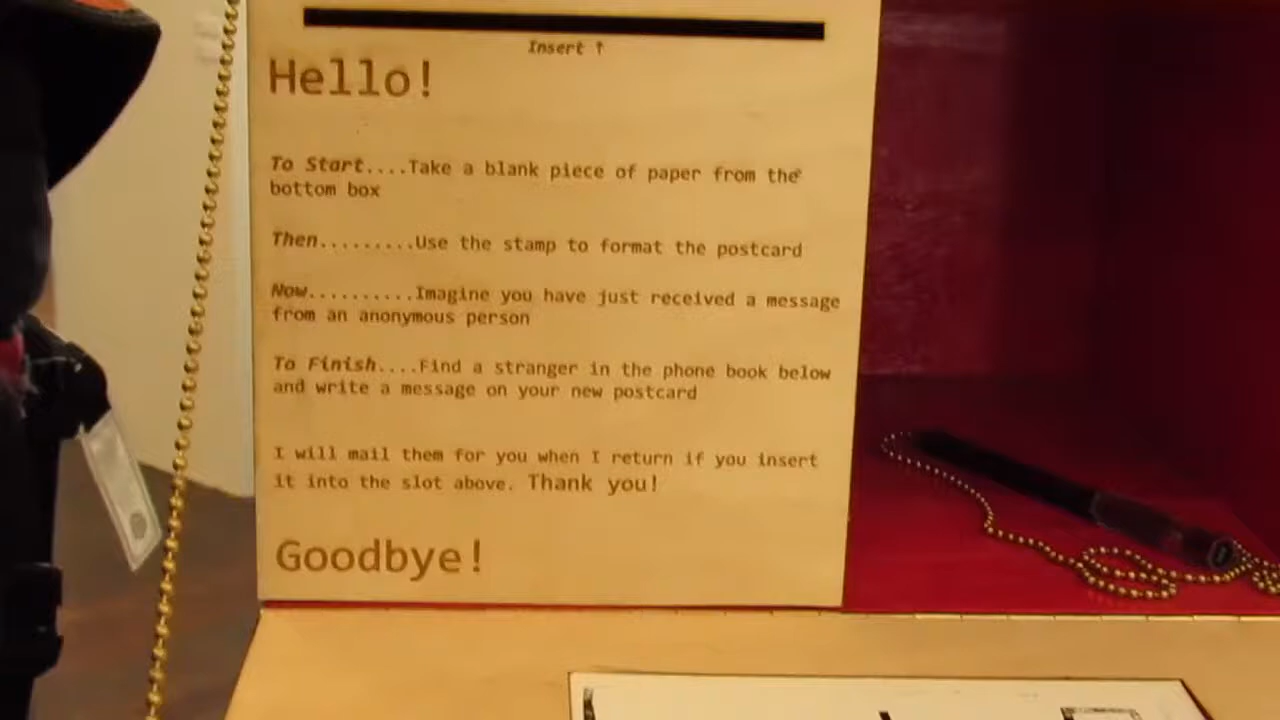 Insert ↑
Hello!
To Start....Take a blank piece of paper from the
bottom box
Then.........Use the stamp to format the postcard
Now..........Imagine you have just received a message
from an anonymous person
To Finish....Find a stranger in the phone book below
and write a message on your new postcard
I will mail them for you when I return if you insert
it into the slot above. Thank you!
Goodbye!